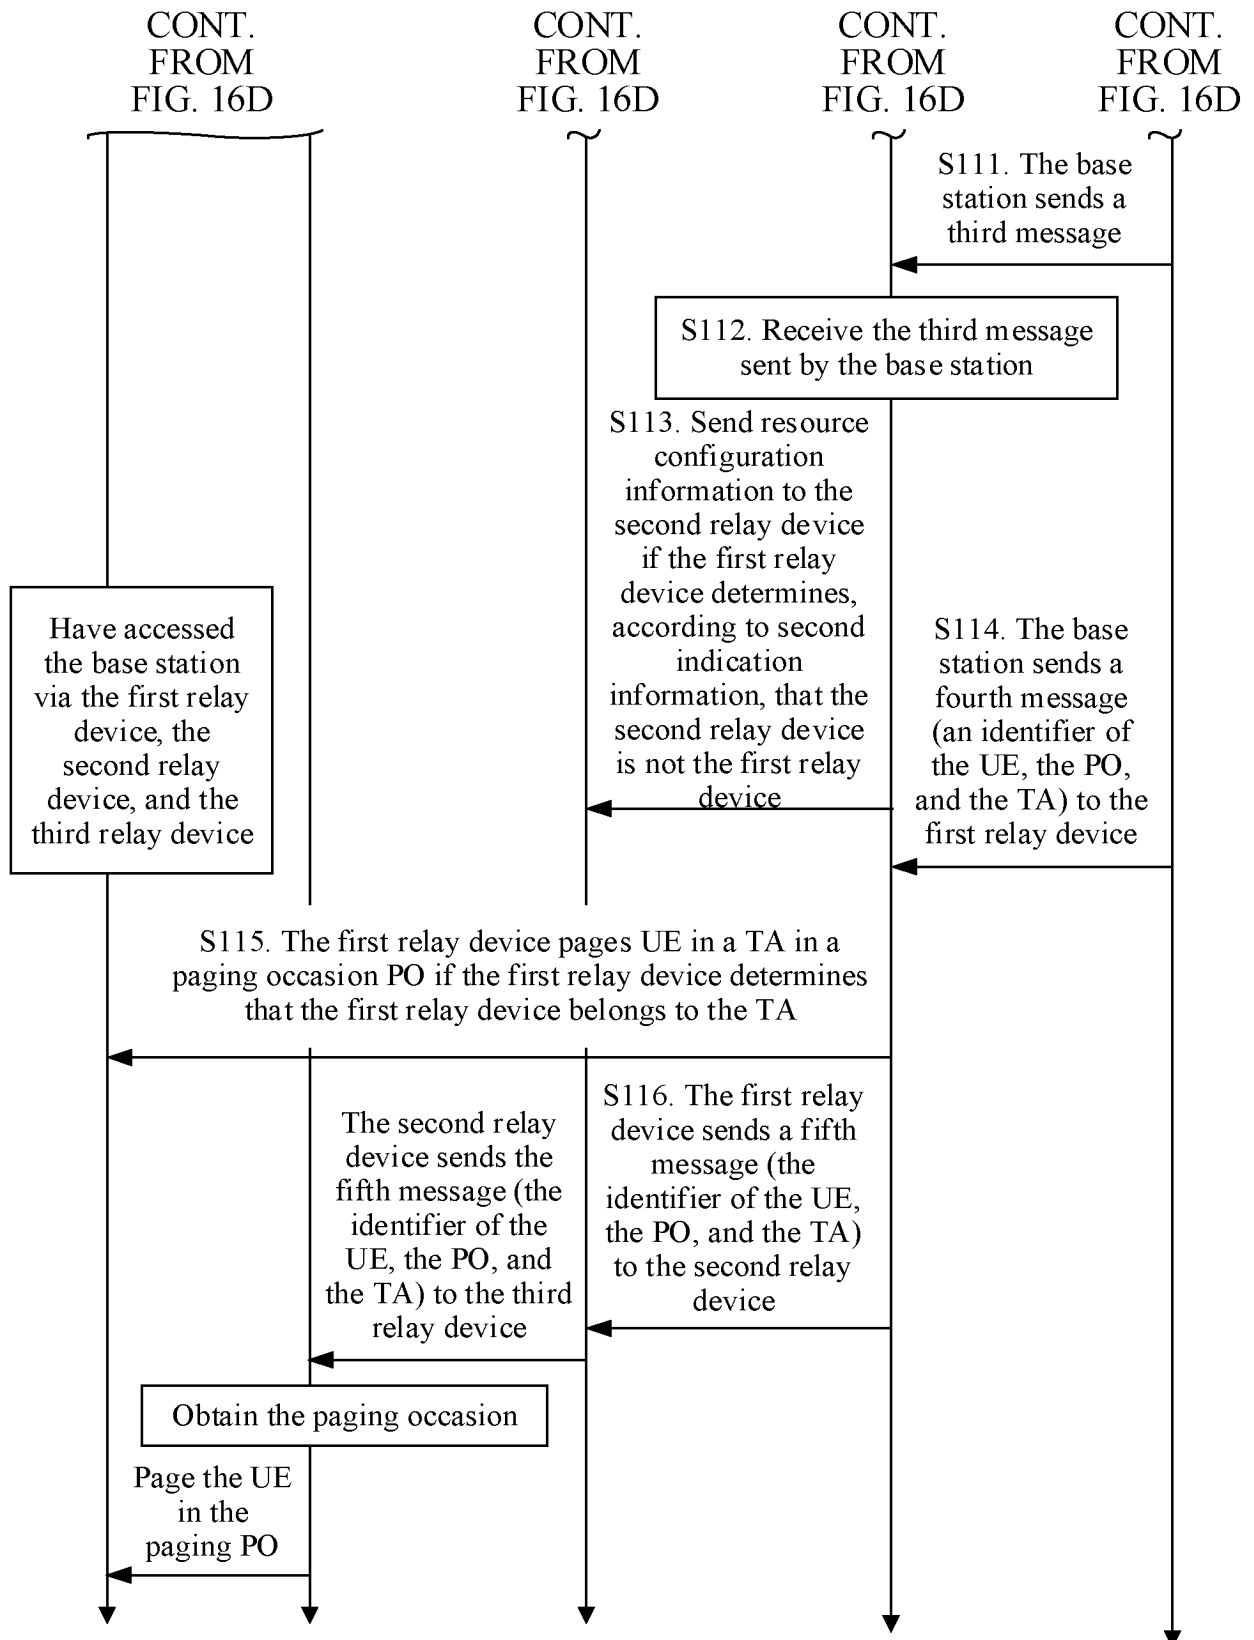 CONT.
FROM
FIG. 16D
CONT.
FROM
FIG. 16D
CONT.
FROM
FIG. 16D
CONT.
FROM
FIG. 16D
S111. The base
station sends a
third message
S112. Receive the third message
sent by the base station
S113. Send resource
configuration
information to the
second relay device
if the first relay
device determines,
according to second
indication
information, that the
second relay device
is not the first relay
device
Have accessed
the base station
via the first relay
device, the
second relay
device, and the
third relay device
S114. The base
station sends a
fourth message
(an identifier of
the UE, the PO,
and the TA) to the
first relay device
S115. The first relay device pages UE in a TA in a
paging occasion PO if the first relay device determines
that the first relay device belongs to the TA
S116. The first relay
device sends a fifth
message (the
identifier of the UE,
the PO, and the TA)
to the second relay
device
The second relay
device sends the
fifth message (the
identifier of the
UE, the PO, and
the TA) to the third
relay device
Obtain the paging occasion
Page the UE
in the
paging PO